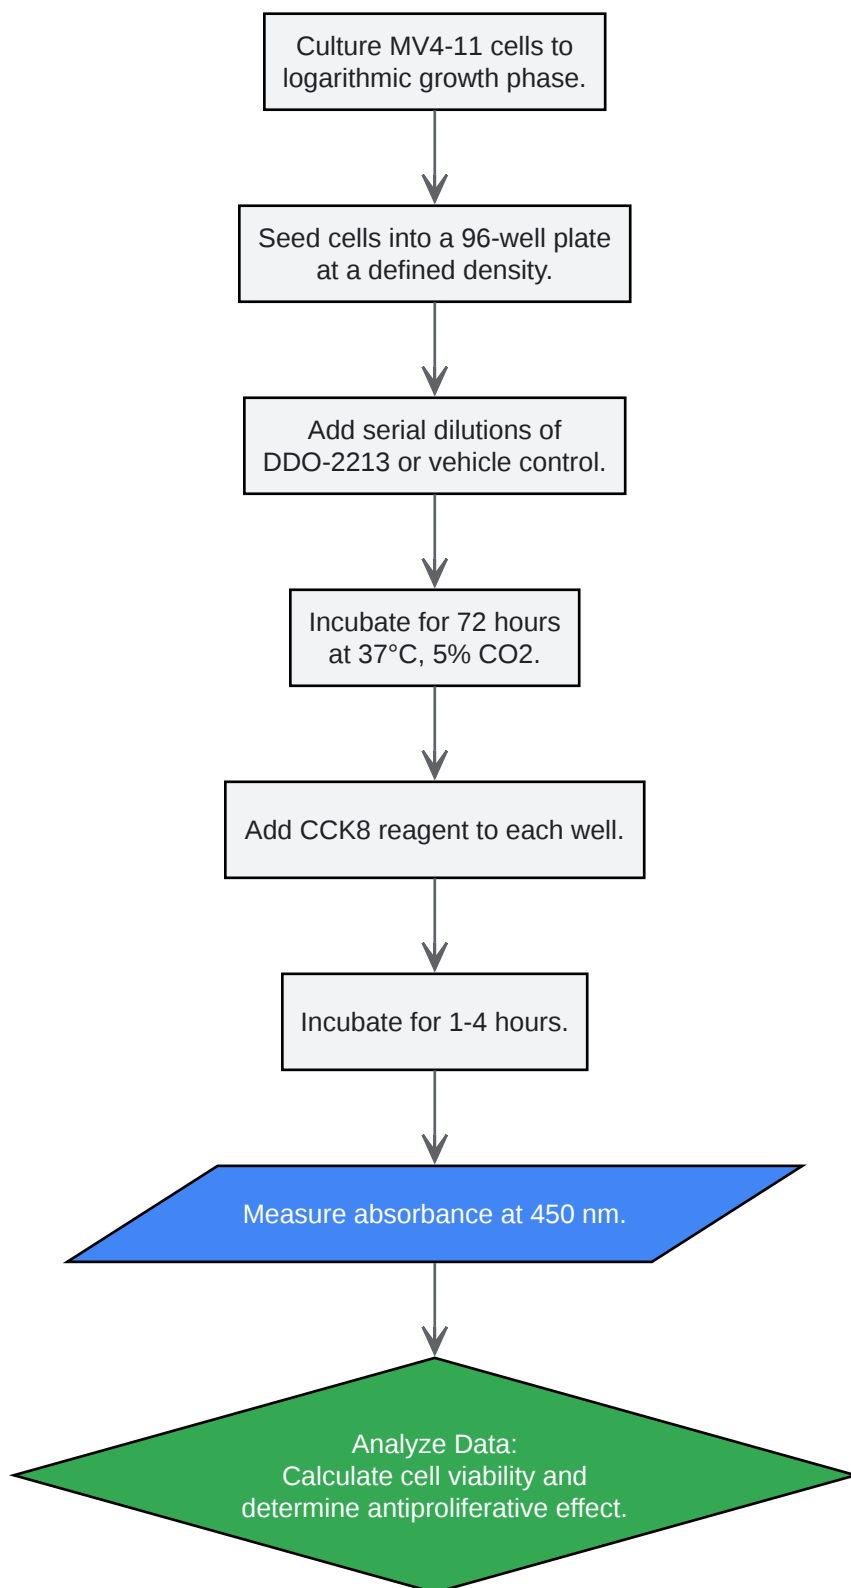 Culture MV4-11 cells to
logarithmic growth phase.
Seed cells into a 96-well plate
at a defined density.
Add serial dilutions of
DDO-2213 or vehicle control.
Incubate for 72 hours
at 37°C, 5% CO2.
Add CCK8 reagent to each well.
Incubate for 1-4 hours.
Measure absorbance at 450 nm.
Analyze Data:
Calculate cell viability and
determine antiproliferative effect.